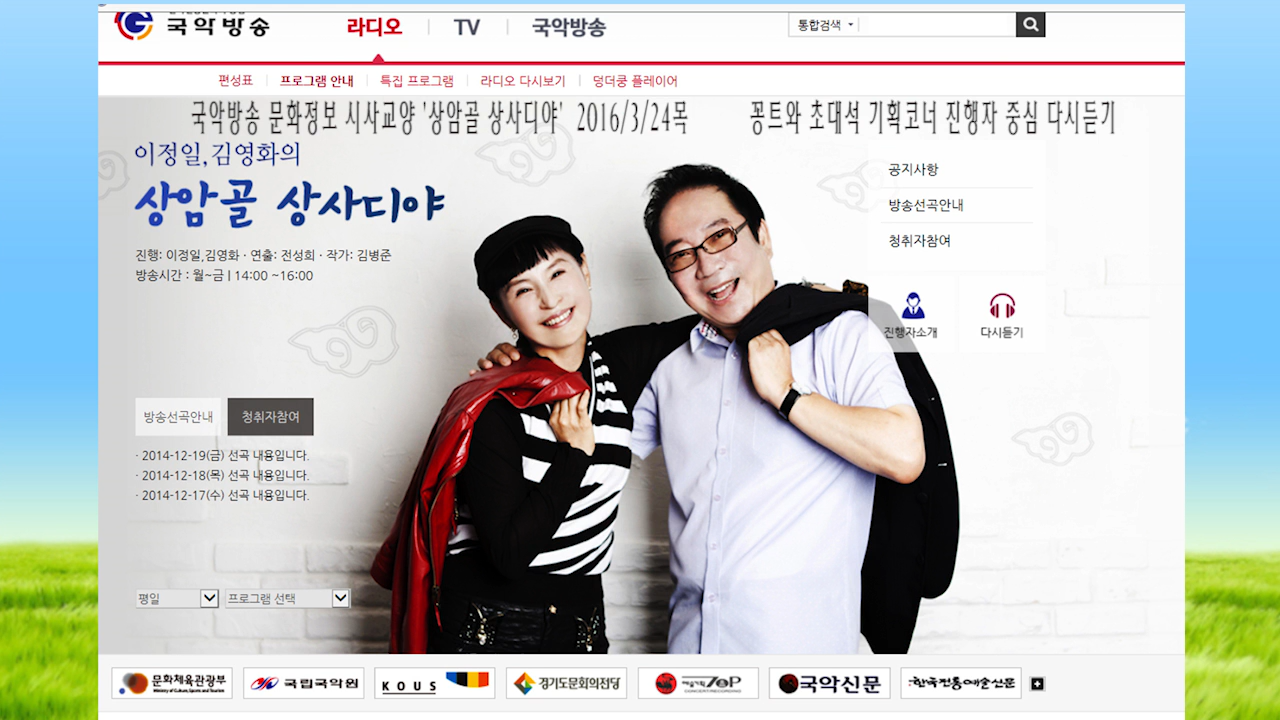 국악방송
라디오 TV 국악방송
통합검색
편성표 프로그램 안내 특집 프로그램 라디오 다시보기 덩더쿵 플레이어
국악방송 문화정보 시사교양 '상암골 상사디야' 2016/3/24목 꽁트와 초대석 기획코너 진행자 중심 다시듣기
이정일,김영화의
상암골 상사디야
진행: 이정일,김영화 · 연출: 전성희 · 작가: 김병준
방송시간 : 월~금 | 14:00 ~16:00
공지사항
방송선곡안내
청취자참여
진행자소개 다시듣기
방송선곡안내 청취자참여
· 2014-12-19(금) 선곡 내용입니다.
· 2014-12-18(목) 선곡 내용입니다.
· 2014-12-17(수) 선곡 내용입니다.
평일 프로그램 선택
문화체육관광부
Ministry of Culture, Sports and Tourism
국립국악원
KOUS
경기도문화의전당
TOP
국악신문
한국전통예술신문